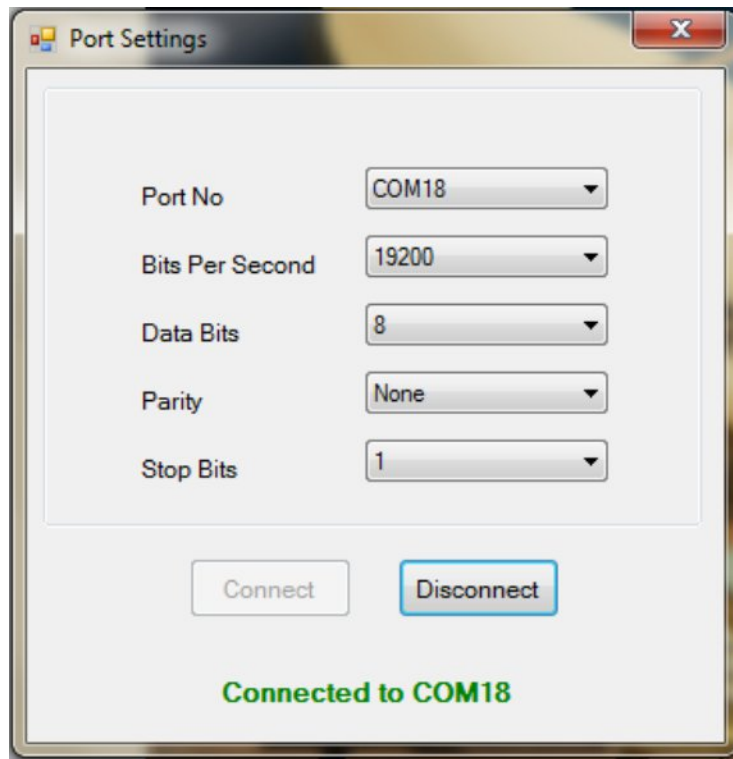 Port Settings
Port No COM18
Bits Per Second 19200
Data Bits 8
Parity None
Stop Bits 1
Connect Disconnect
Connected to COM18